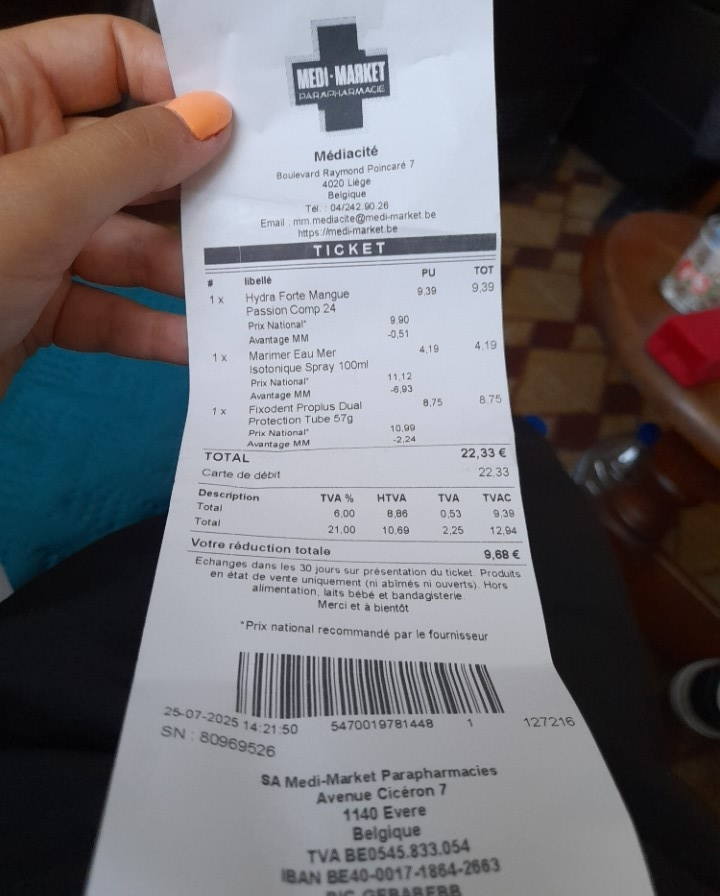 MEDI-MARKET
PARAPHARMACIE
Médiacité
Boulevard Raymond Poincaré 7
4020 Liège
Belgique
Tél. : 04/242.90.26
Email : mm.mediacite@medi-market.be
https://medi-market.be
TICKET
# libellé PU TOT
1 x Hydra Forte Mangue 9,39 9,39
Passion Comp 24
Prix National* 9,90
Avantage MM -0,51
1 x Marimer Eau Mer 4,19 4,19
Isotonique Spray 100ml
Prix National* 11,12
Avantage MM -6,93
1 x Fixodent Proplus Dual 8,75 8,75
Protection Tube 57g
Prix National* 10,99
Avantage MM -2,24
TOTAL 22,33 €
Carte de débit 22,33
Description TVA % HTVA TVA TVAC
Total 6,00 8,86 0,53 9,39
Total 21,00 10,69 2,25 12,94
Votre réduction totale 9,68 €
Echanges dans les 30 jours sur présentation du ticket. Produits
en état de vente uniquement (ni abîmés ni ouverts). Hors
alimentation, laits bébé et bandagisterie.
Merci et à bientôt
*Prix national recommandé par le fournisseur
25-07-2025 14:21:50 5470019781448 1 127216
SN : 80969526
SA Medi-Market Parapharmacies
Avenue Cicéron 7
1140 Evere
Belgique
TVA BE0545.833.054
IBAN BE40-0017-1864-2663
BIC GEBABEBB